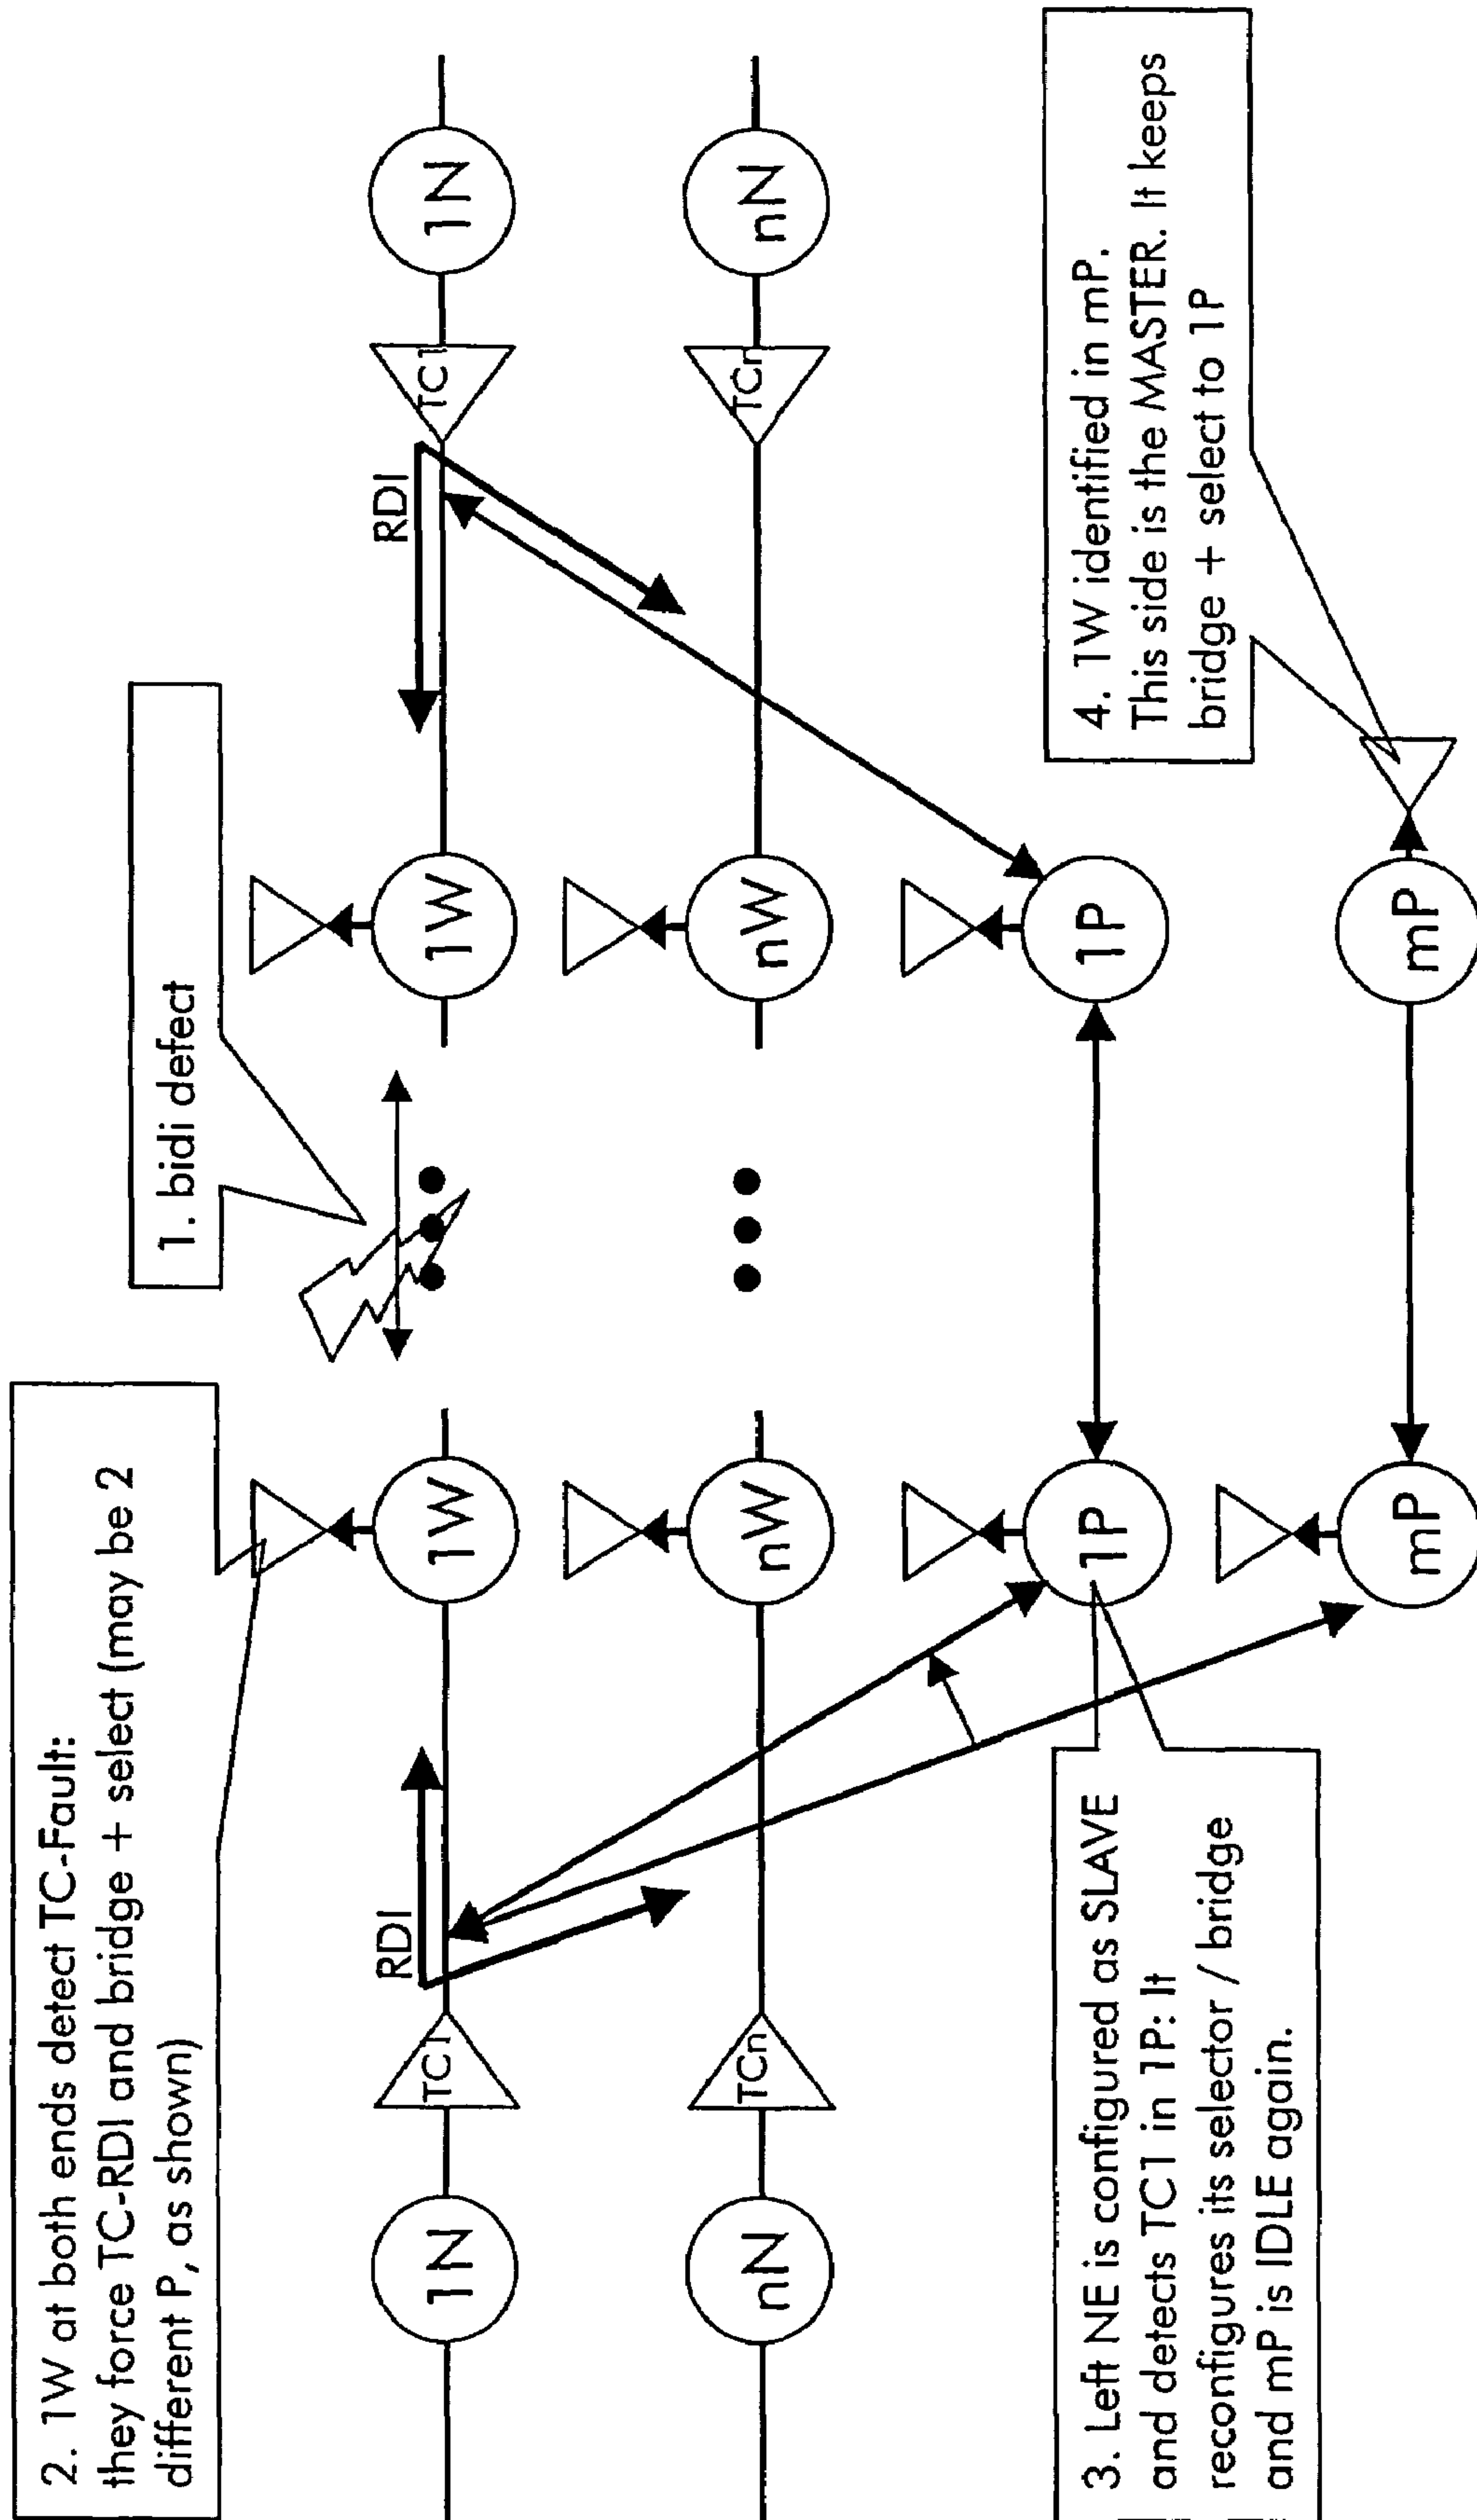 2. 1W at both ends detect TC-Fault:
they force TC-RDI and bridge + select (may be 2
different P, as shown)
1. bidi defect
1N
TC1
RDI
1W
1W
RDI
TC1
1N
nN
TCn
nW
nW
TCn
nN
1P
1P
mP
mP
3. Left NE is configured as SLAVE
and detects TC1 in 1P: It
reconfigures its selector / bridge
and mP is IDLE again.
4. 1W identified in mP.
This side is the MASTER. It keeps
bridge + select to 1P